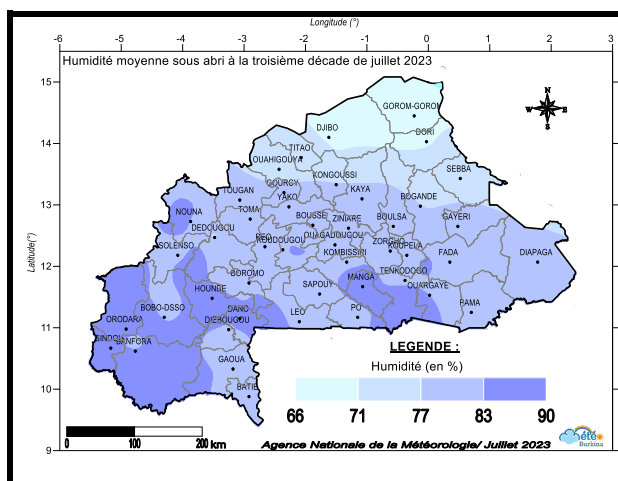 Longitude (°)
-6 -5 -4 -3 -2 -1 0 1 2 3
Humidité moyenne sous abri à la troisième décade de juillet 2023
15
14
13
12
11
10
9
Latitude(°)
W N E S
GOROM-GOROM
DJIBO
DORI
TITAO
OUAHIGOUYA
KONGOUSSI
SEBBA
GOURCY
KAYA
TOUGAN
YAKO
BOGANDE
NOUNA
TOMA
BOUSSE
ZINIARE
BOULSA
GAYERI
DEDOUGOU
SOLENSO
REO
KOUDOUGOU
OUAGADOUGOU
ZORGHO
KOUPELA
KOMBISSIRI
FADA
DIAPAGA
BOROMO
MANGA
TENKODOGO
HOUNDE
SAPOUY
OUARGAYE
BOBO-DSSO
DANO
LEO
PO
PAMA
ORODARA
DIEBOUGOU
SINDOU
BANFORA
GAOUA
BATIE
LEGENDE :
Humidité (en %)
66 71 77 83 90
0 100 200 km
Agence Nationale de la Météorologie/ Juillet 2023
été
Burkina